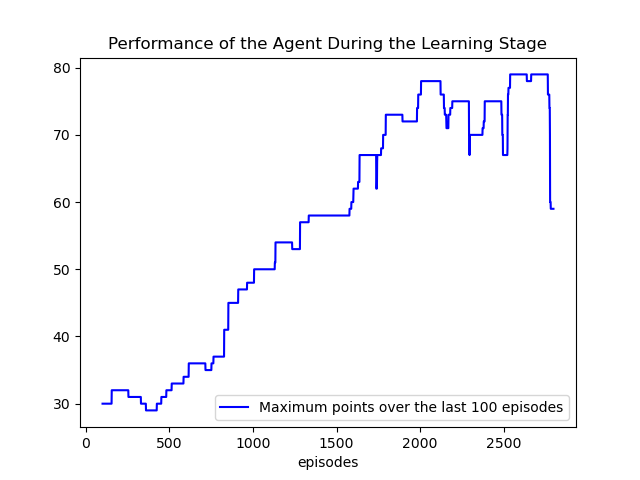 Performance of the Agent During the Learning Stage
80
70
60
50
40
30
Maximum points over the last 100 episodes
0 500 1000 1500 2000 2500
episodes